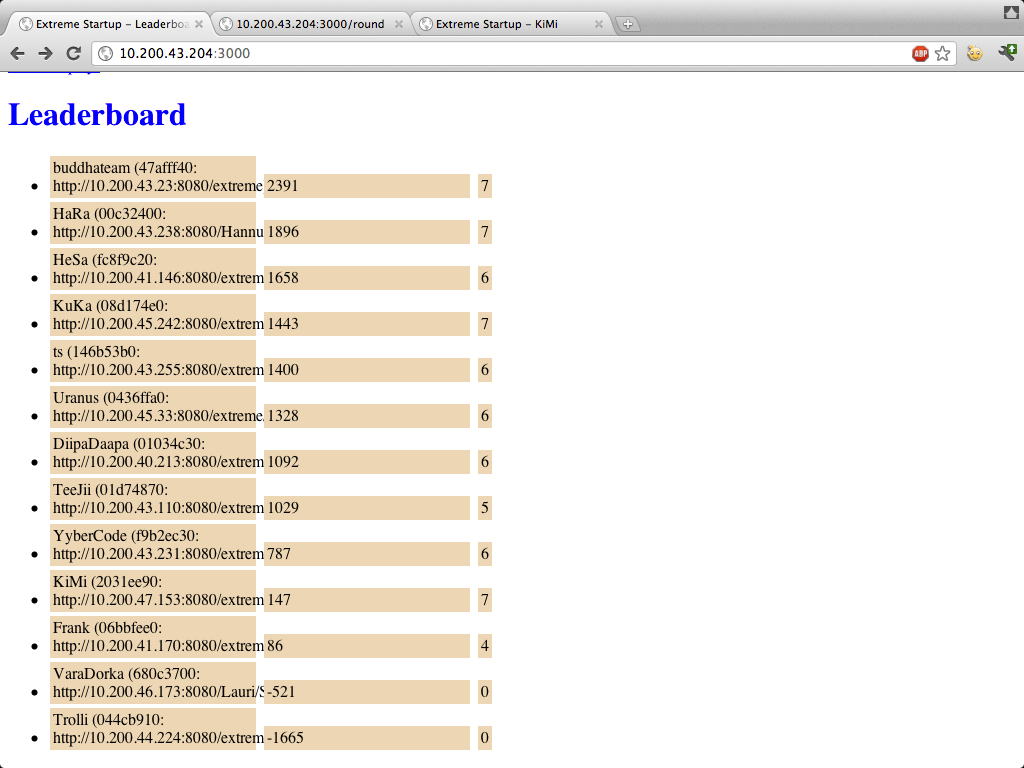 Extreme Startup – Leaderboa
10.200.43.204:3000/round
Extreme Startup – KiMi
10.200.43.204:3000
ABP
Leaderboard
buddhateam (47afff40:
http://10.200.43.23:8080/extreme 2391 7
HaRa (00c32400:
http://10.200.43.238:8080/Hannu 1896 7
HeSa (fc8f9c20:
http://10.200.41.146:8080/extrem 1658 6
KuKa (08d174e0:
http://10.200.45.242:8080/extrem 1443 7
ts (146b53b0:
http://10.200.43.255:8080/extrem 1400 6
Uranus (0436ffa0:
http://10.200.45.33:8080/extreme. 1328 6
DiipaDaapa (01034c30:
http://10.200.40.213:8080/extrem 1092 6
TeeJii (01d74870:
http://10.200.43.110:8080/extrem 1029 5
YyberCode (f9b2ec30:
http://10.200.43.231:8080/extrem 787 6
KiMi (2031ee90:
http://10.200.47.153:8080/extrem 147 7
Frank (06bbfee0:
http://10.200.41.170:8080/extrem 86 4
VaraDorka (680c3700:
http://10.200.46.173:8080/Lauri/S -521 0
Trolli (044cb910:
http://10.200.44.224:8080/extrem -1665 0